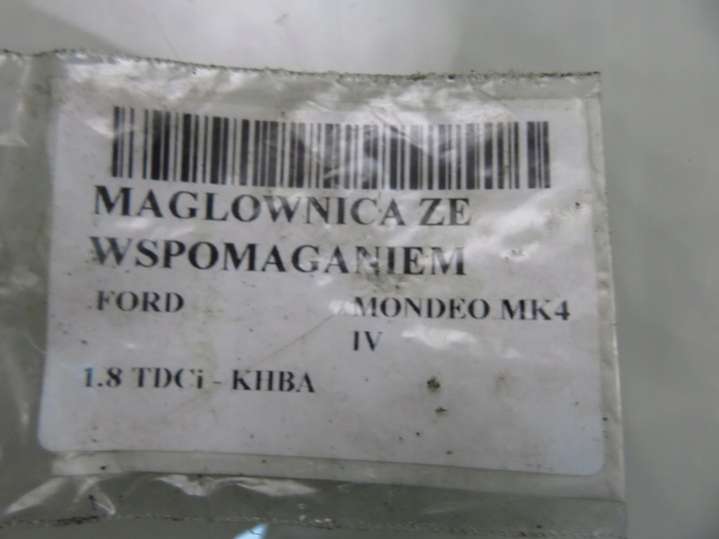 MAGLOWNICA ZE
WSPOMAGANIEM
FORD MONDEO MK4
IV
1.8 TDCi - KHBA